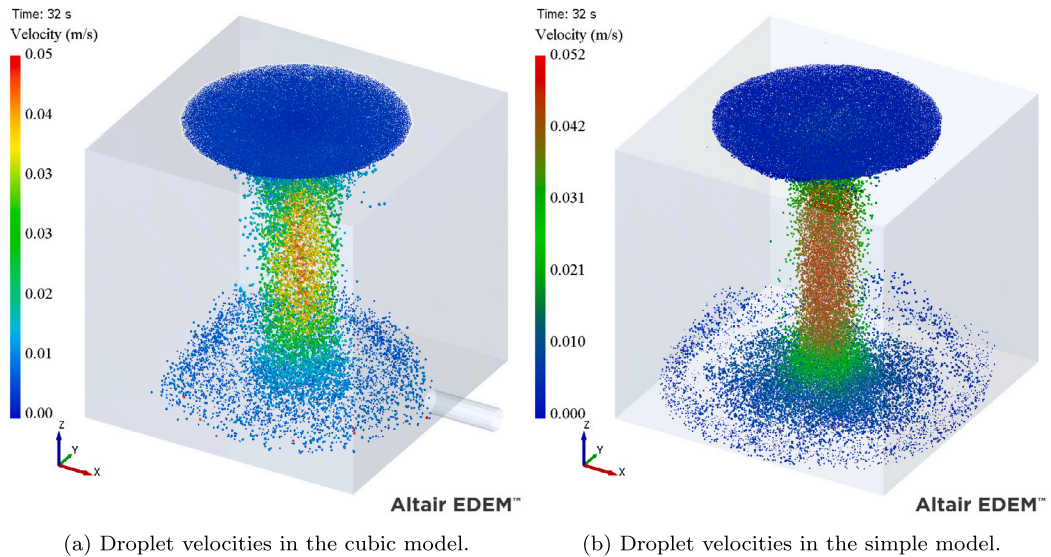 Time: 32 s
Velocity (m/s)
0.05
0.04
0.03
0.03
0.02
0.01
0.00
Z
Y
X
Altair EDEM™
(a) Droplet velocities in the cubic model.
Time: 32 s
Velocity (m/s)
0.052
0.042
0.031
0.021
0.010
0.000
Z
Y
X
Altair EDEM™
(b) Droplet velocities in the simple model.